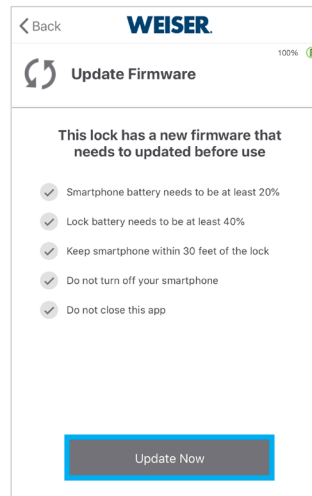 Back
WEISER.
100%
Update Firmware
This lock has a new firmware that
needs to updated before use
Smartphone battery needs to be at least 20%
Lock battery needs to be at least 40%
Keep smartphone within 30 feet of the lock
Do not turn off your smartphone
Do not close this app
Update Now